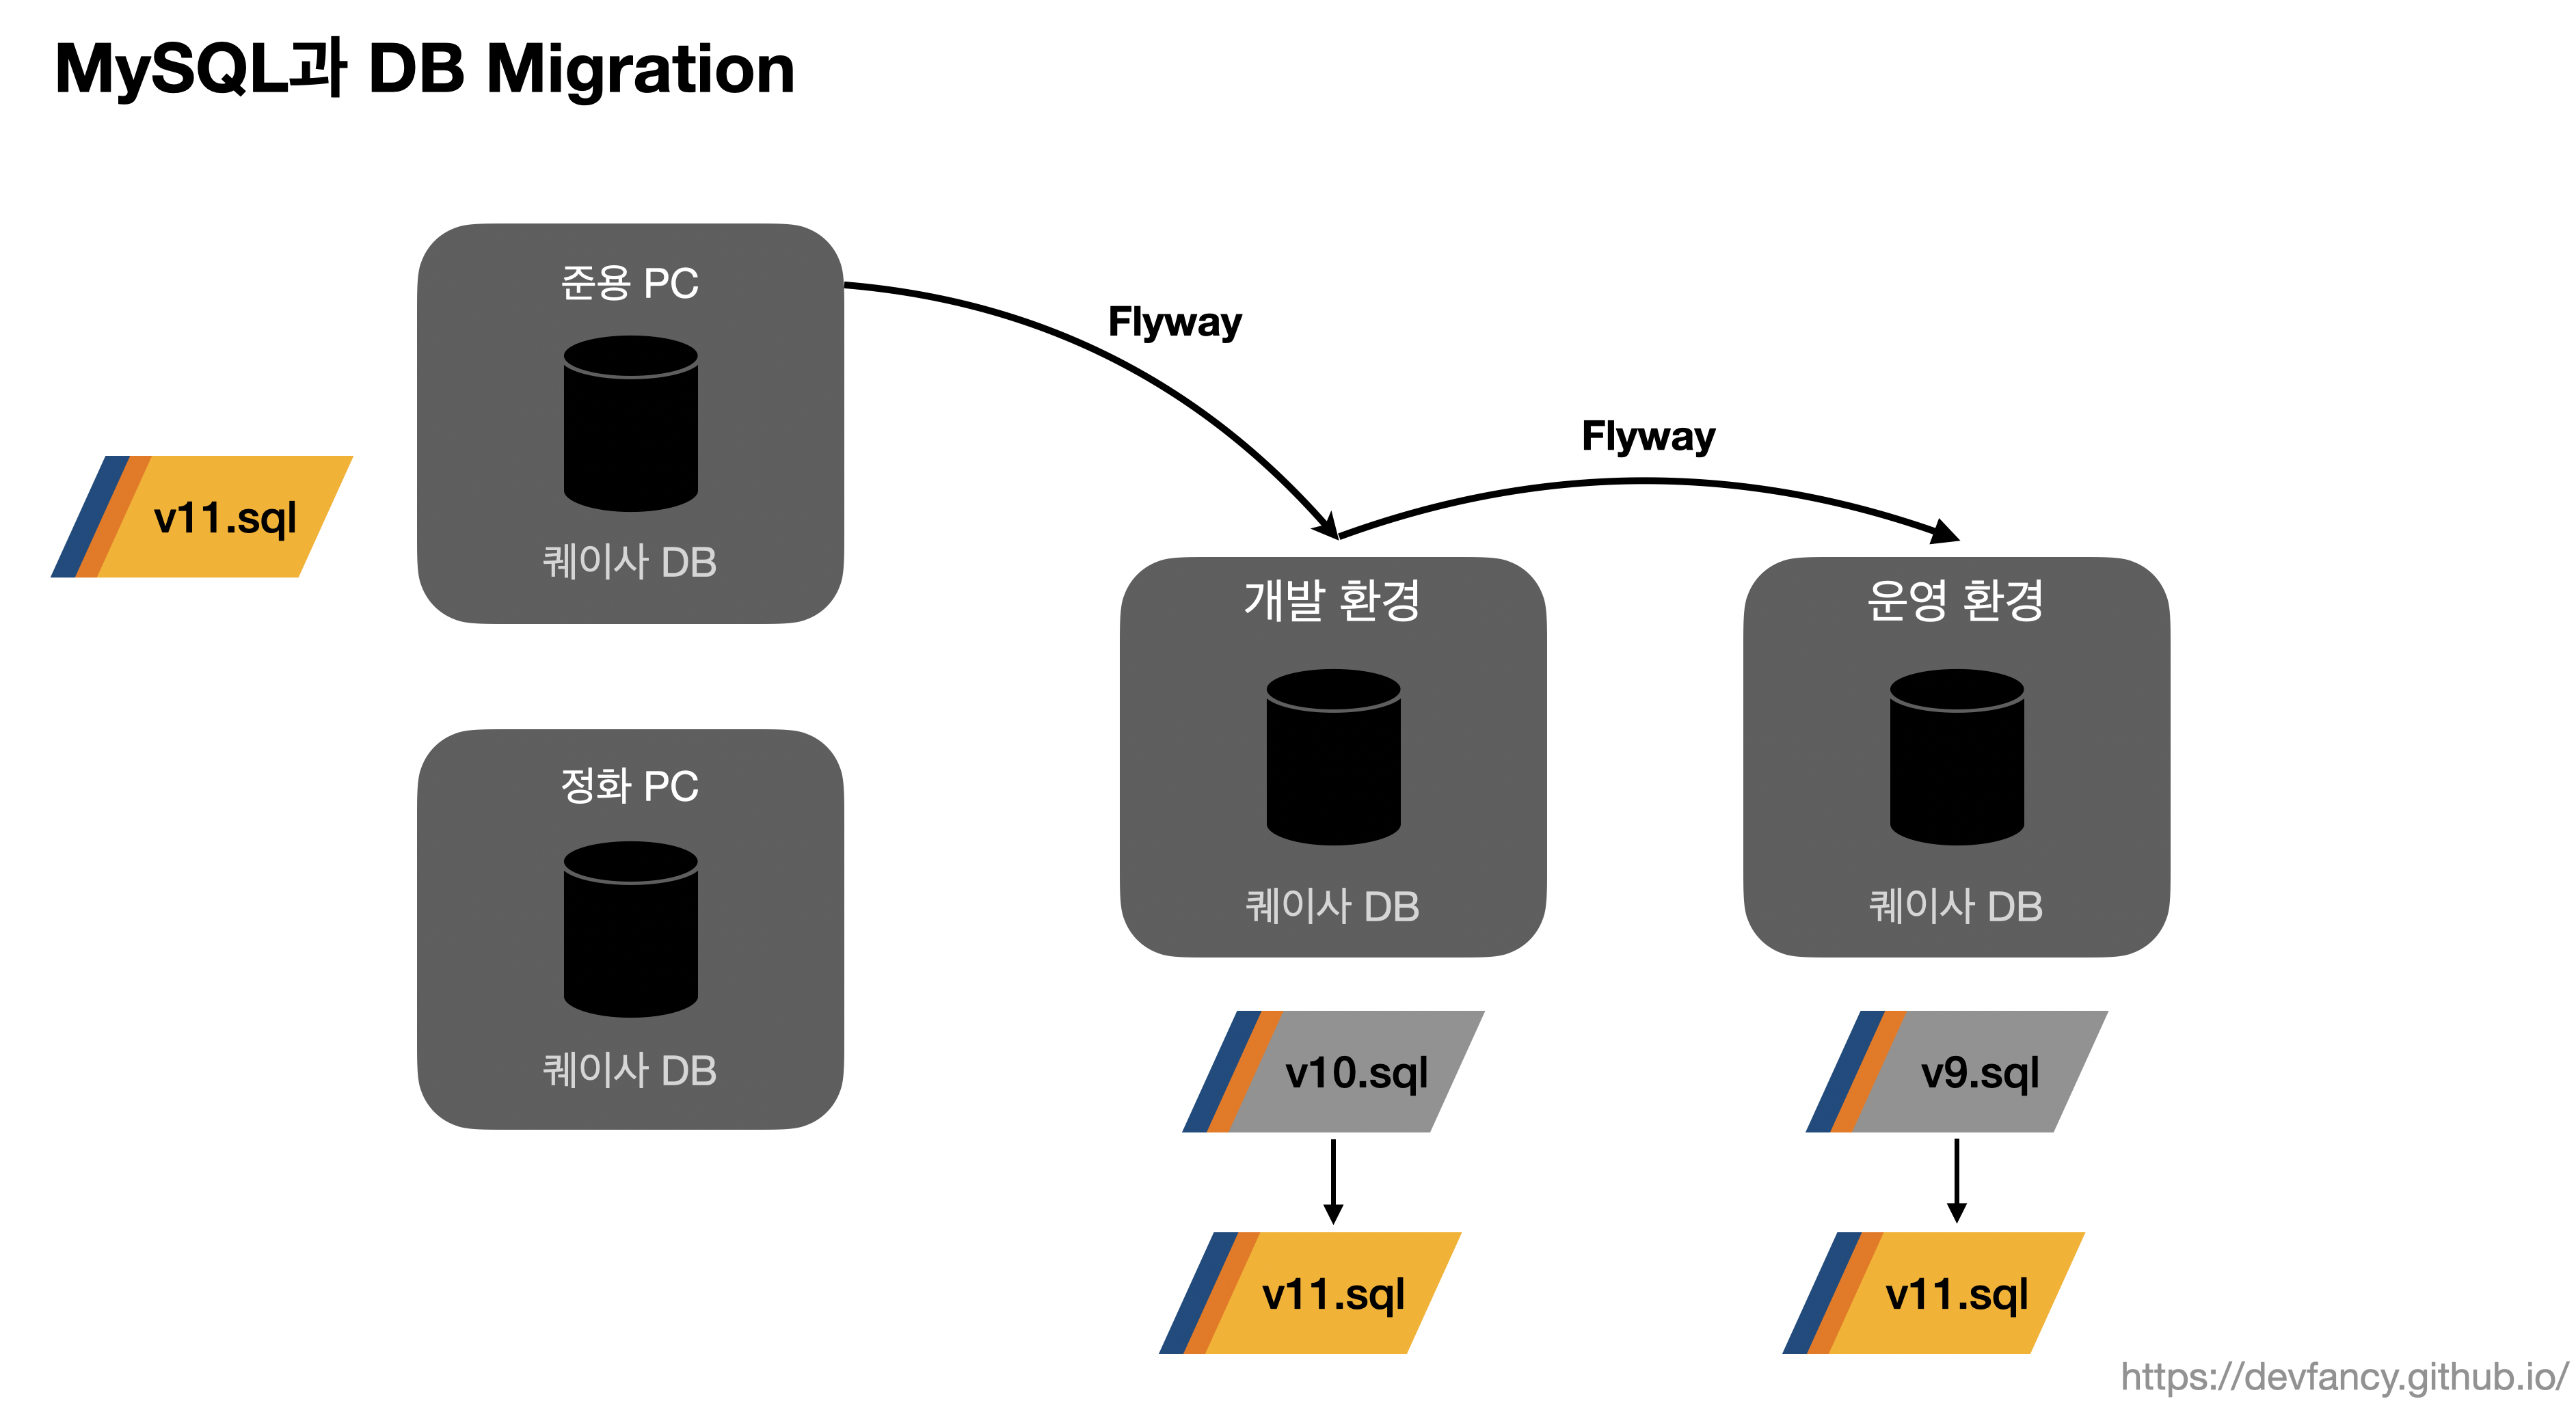 MySQL과 DB Migration
준용 PC
퀘이사 DB
v11.sql
Flyway
Flyway
정화 PC
퀘이사 DB
개발 환경
퀘이사 DB
운영 환경
퀘이사 DB
v10.sql
v9.sql
v11.sql
v11.sql
https://devfancy.github.io/